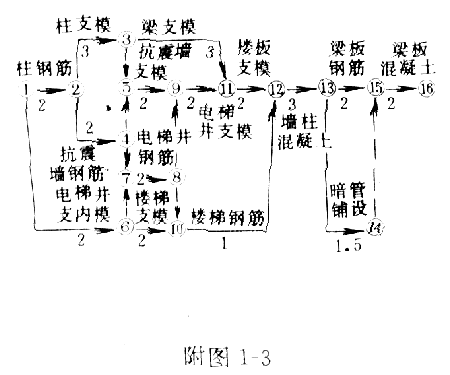 柱支模 ③ 梁支模
3 抗震墙 3 楼板 梁板 梁板
柱钢筋 支模 支模 钢筋 混凝土
1 2 2 5 2 ⑨ 2 ⑪ 2 ⑫ 3 ⑬ 2 ⑮ 2 ⑯
电梯 墙柱
井支模 混凝土
2 4 电梯井
抗震 钢筋
墙钢筋 7 2 8
电梯井 楼梯 暗管
支内模 支模 铺设
2 ⑥ 2 10 楼梯钢筋 ⑭
1 1.5
附图 1-3